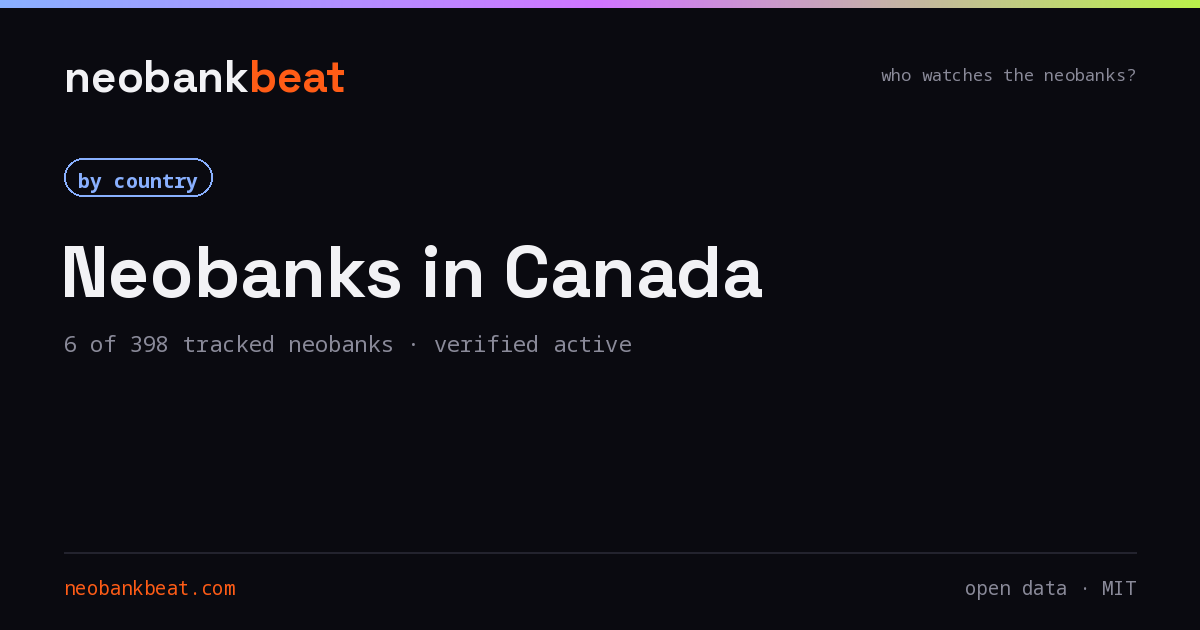 neobankbeat
who watches the neobanks?
by country
Neobanks in Canada
6 of 398 tracked neobanks · verified active
neobankbeat.com
open data · MIT